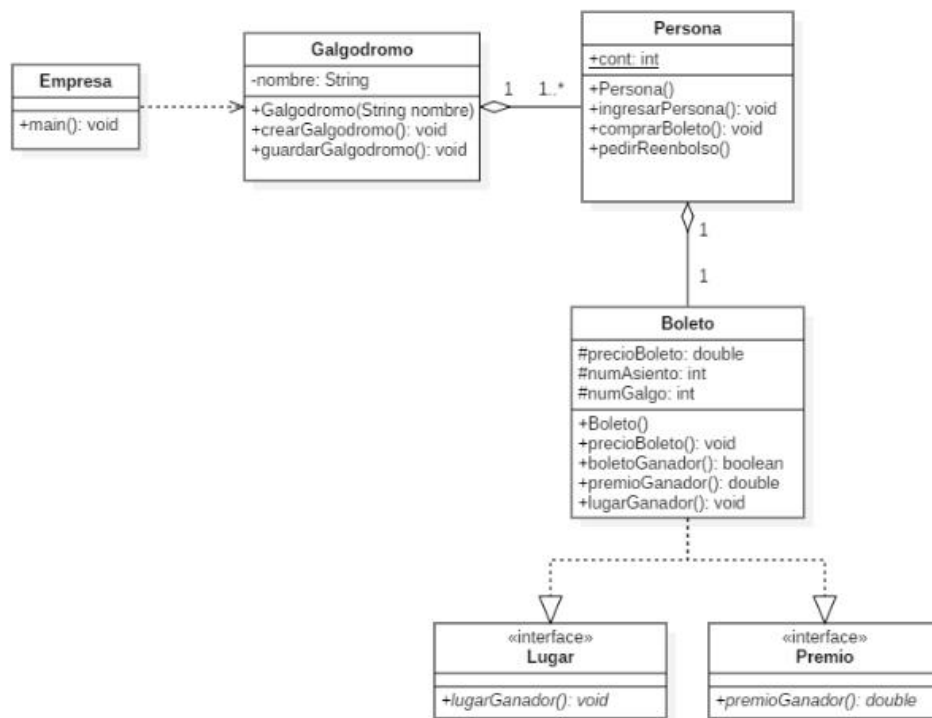 Empresa
+main(): void
Galgodromo
-nombre: String
+Galgodromo(String nombre)
+crearGalgodromo(): void
+guardarGalgodromo(): void
1
1..*
Persona
+cont: int
+Persona()
+ingresarPersona(): void
+comprarBoleto(): void
+pedirReenbolso()
1
1
Boleto
#precioBoleto: double
#numAsiento: int
#numGalgo: int
+Boleto()
+precioBoleto(): void
+boletoGanador(): boolean
+premioGanador(): double
+lugarGanador(): void
«interface»
Lugar
+lugarGanador(): void
«interface»
Premio
+premioGanador(): double